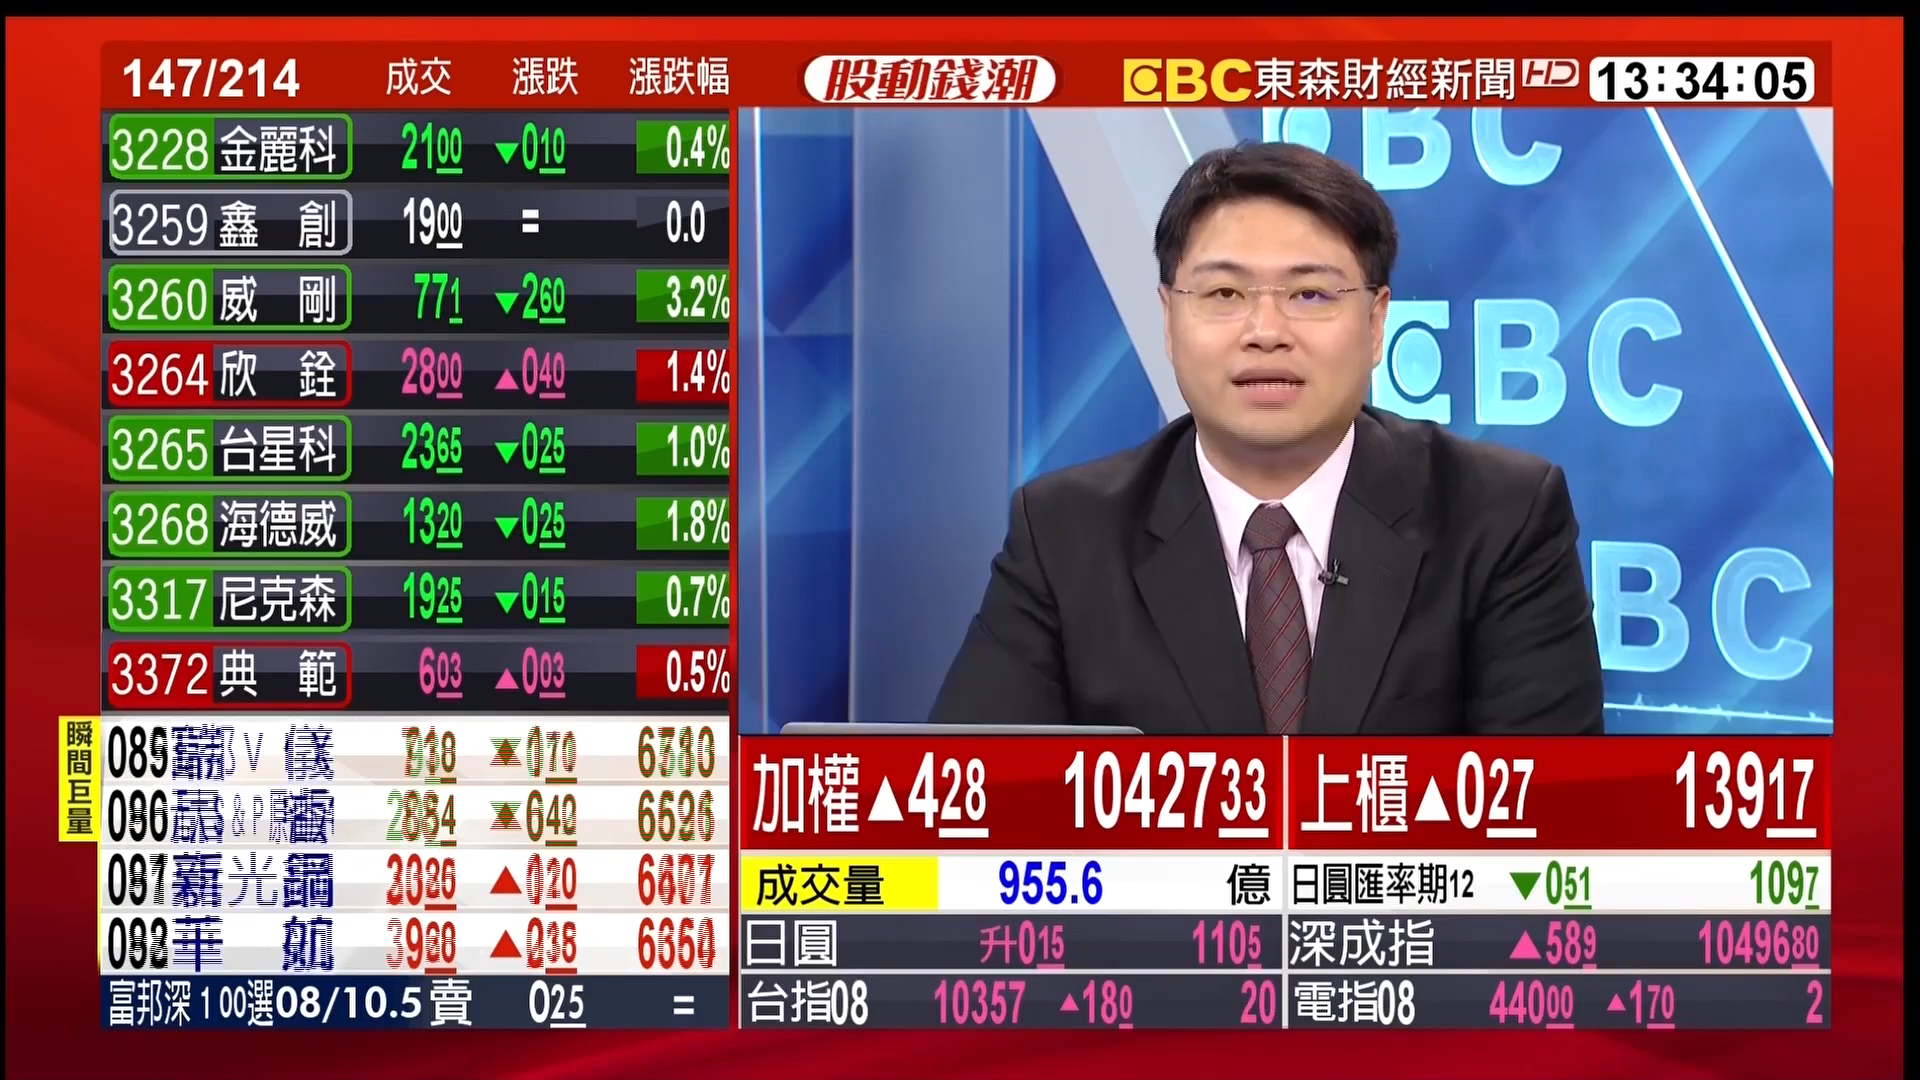 147/214 成交 漲跌 漲跌幅
股動錢潮
EBC東森財經新聞HD 13:34:05
3228 金麗科 2100 ▼010 0.4%
3259 鑫創 1900 = 0.0
3260 威剛 771 ▼260 3.2%
3264 欣銓 2800 ▲040 1.4%
3265 台星科 2365 ▼025 1.0%
3268 海德威 1320 ▼025 1.8%
3317 尼克森 1925 ▼015 0.7%
3372 典範 603 ▲003 0.5%
瞬間巨量
富邦深100選08/10.5賣 025 =
EBC
EBC
EBC
加權▲428 1042733
上櫃▲027 13917
成交量 955.6 億
日圓匯率期12 ▼051 1097
日圓 升015 1105
深成指 ▲589 1049680
台指08 10357 ▲180 20
電指08 44000 ▲170 2